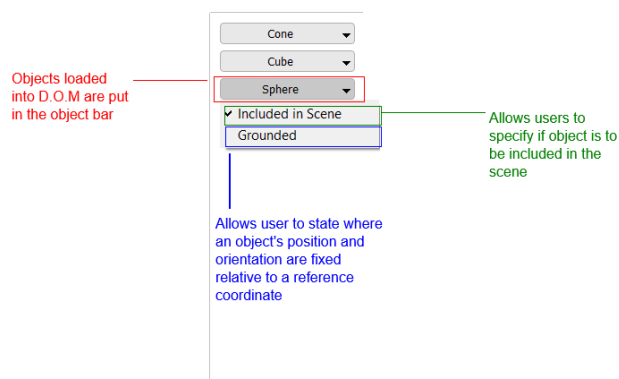 Cone
Cube
Sphere
Included in Scene
Grounded
Objects loaded
into D.O.M are put
in the object bar
Allows users to
specify if object is to
be included in the
scene
Allows user to state where
an object's position and
orientation are fixed
relative to a reference
coordinate